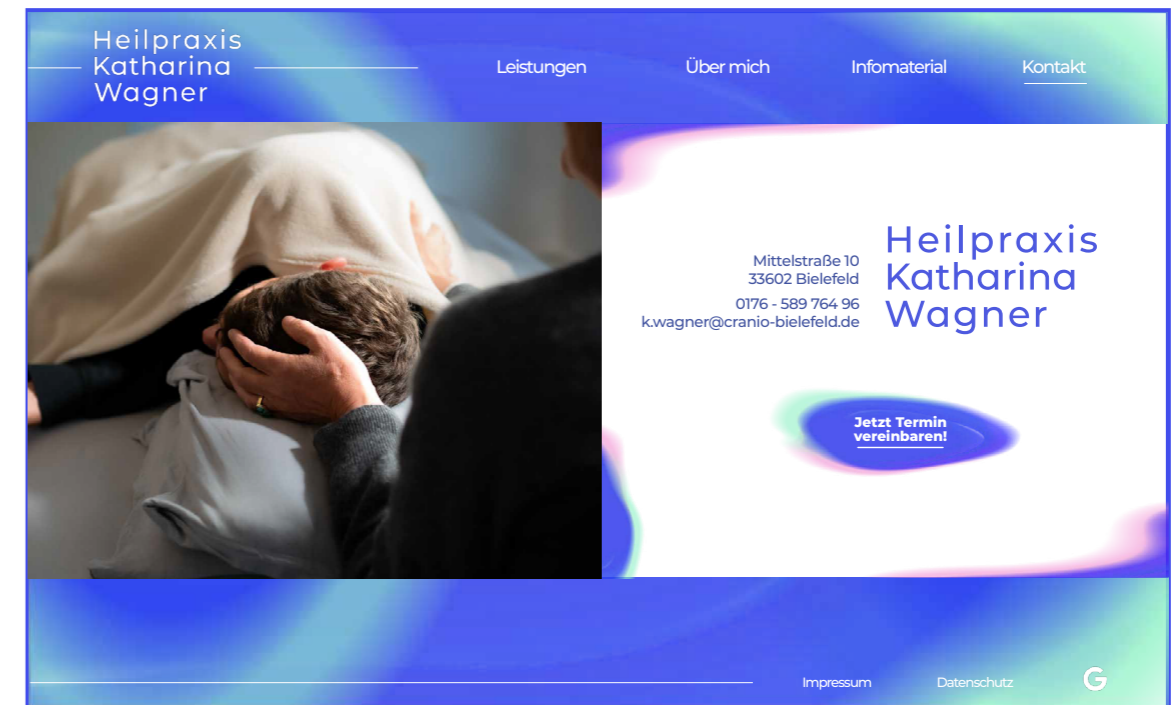 Heilpraxis
Katharina
Wagner
Leistungen
Über mich
Infomaterial
Kontakt
Mittelstraße 10
33602 Bielefeld
0176 - 589 764 96
k.wagner@cranio-bielefeld.de
Heilpraxis
Katharina
Wagner
Jetzt Termin
vereinbaren!
Impressum
Datenschutz
G